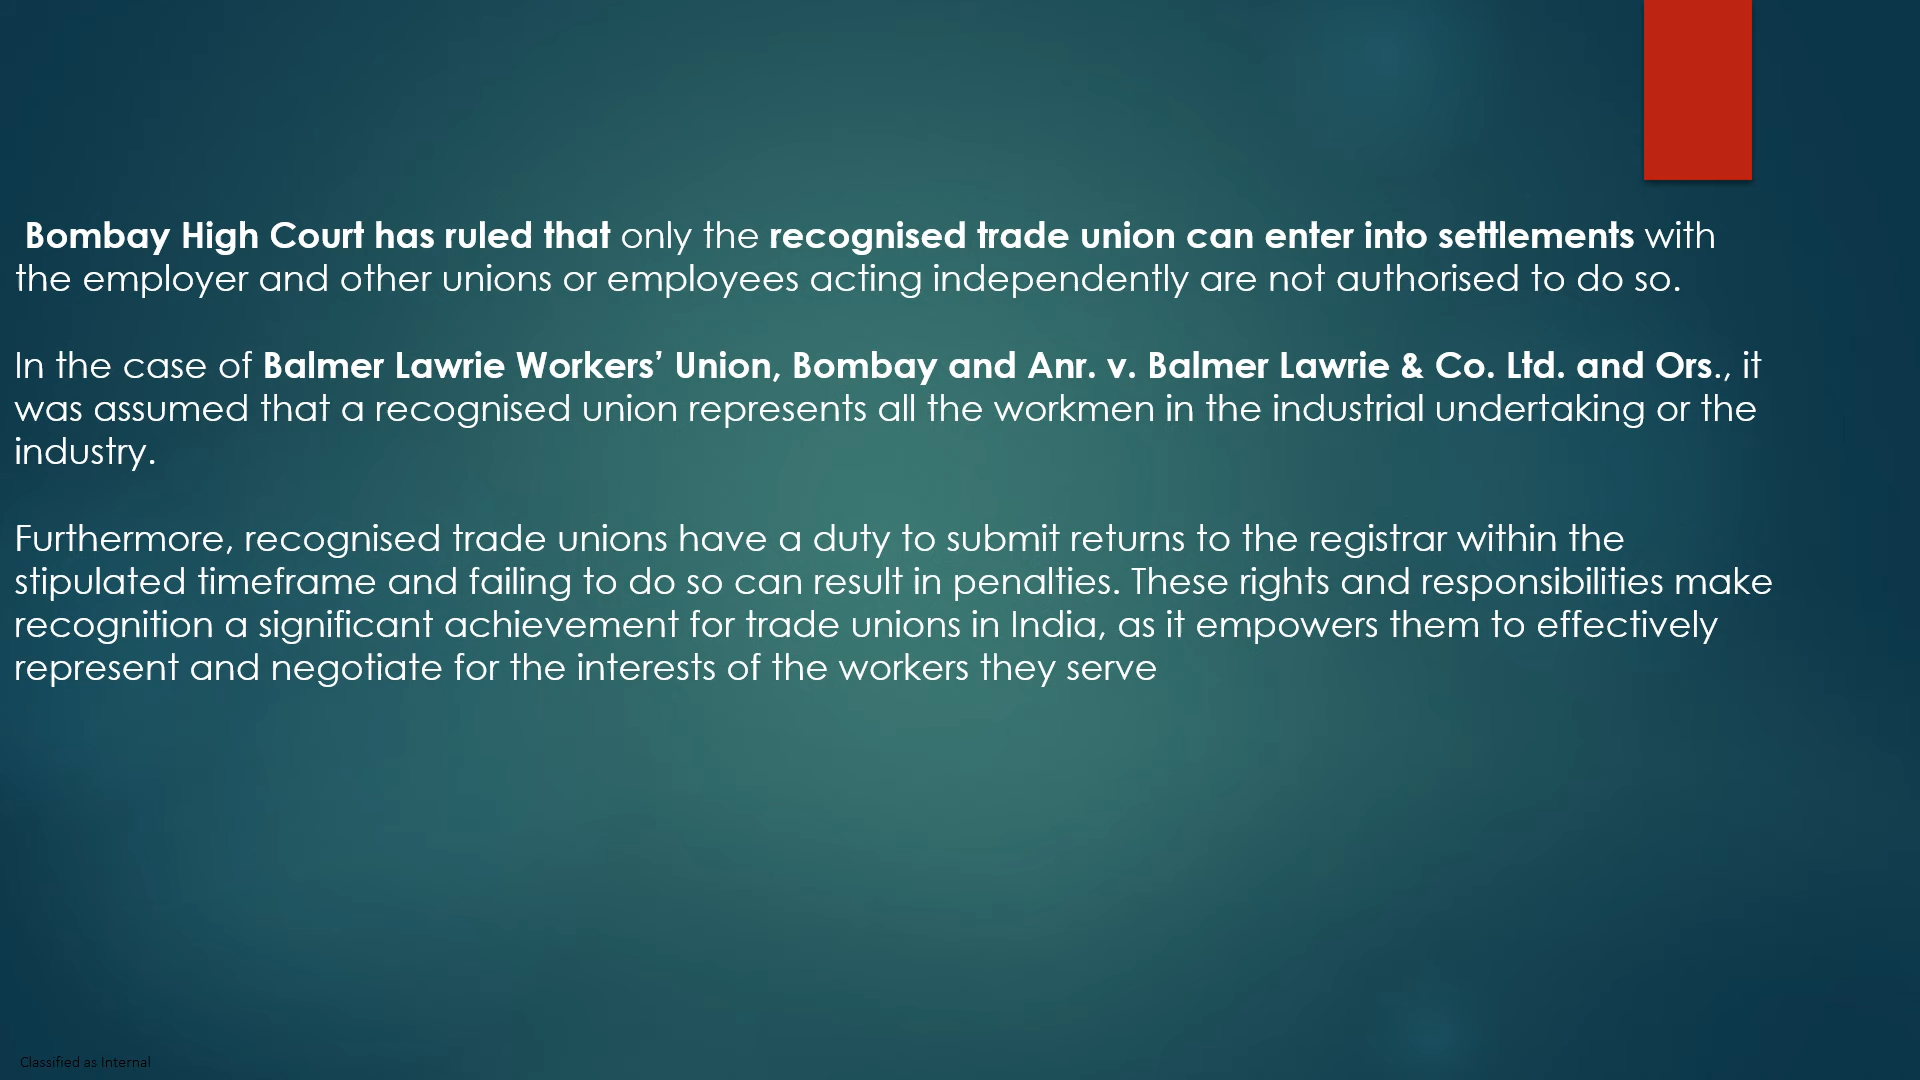 Bombay High Court has ruled that only the recognised trade union can enter into settlements with
the employer and other unions or employees acting independently are not authorised to do so.
In the case of Balmer Lawrie Workers’ Union, Bombay and Anr. v. Balmer Lawrie & Co. Ltd. and Ors., it
was assumed that a recognised union represents all the workmen in the industrial undertaking or the
industry.
Furthermore, recognised trade unions have a duty to submit returns to the registrar within the
stipulated timeframe and failing to do so can result in penalties. These rights and responsibilities make
recognition a significant achievement for trade unions in India, as it empowers them to effectively
represent and negotiate for the interests of the workers they serve
Classified as Internal